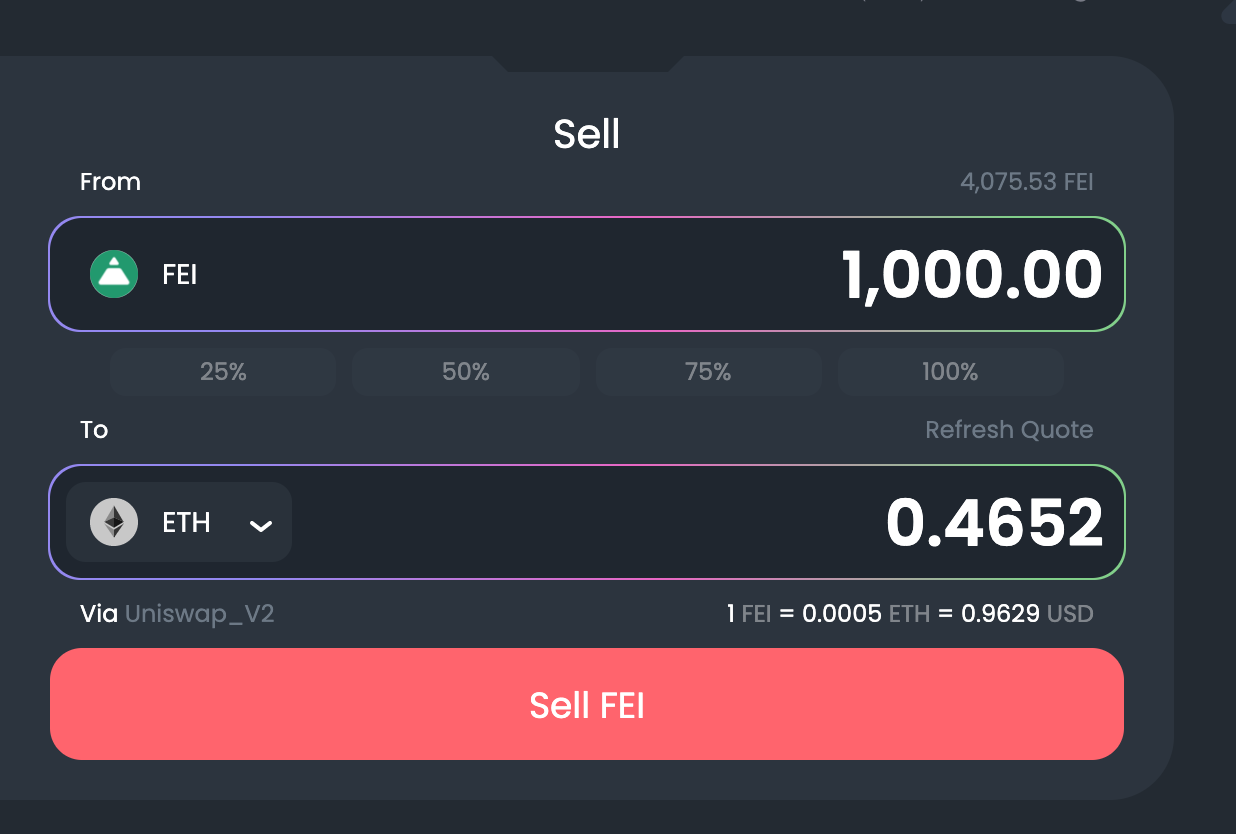 Sell
From 4,075.53 FEI
FEI 1,000.00
25% 50% 75% 100%
To Refresh Quote
ETH 0.4652
Via Uniswap_V2 1 FEI = 0.0005 ETH = 0.9629 USD
Sell FEI